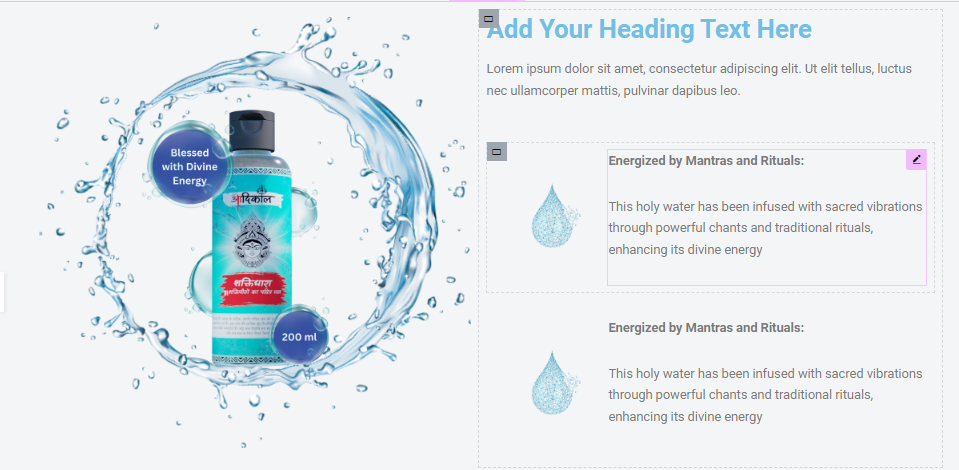 Add Your Heading Text Here
Lorem ipsum dolor sit amet, consectetur adipiscing elit. Ut elit tellus, luctus
nec ullamcorper mattis, pulvinar dapibus leo.
Blessed
with Divine
Energy
आदिकाल
शक्तिधारा
का पवित्र जल
200 ml
Energized by Mantras and Rituals:
This holy water has been infused with sacred vibrations
through powerful chants and traditional rituals,
enhancing its divine energy
Energized by Mantras and Rituals:
This holy water has been infused with sacred vibrations
through powerful chants and traditional rituals,
enhancing its divine energy